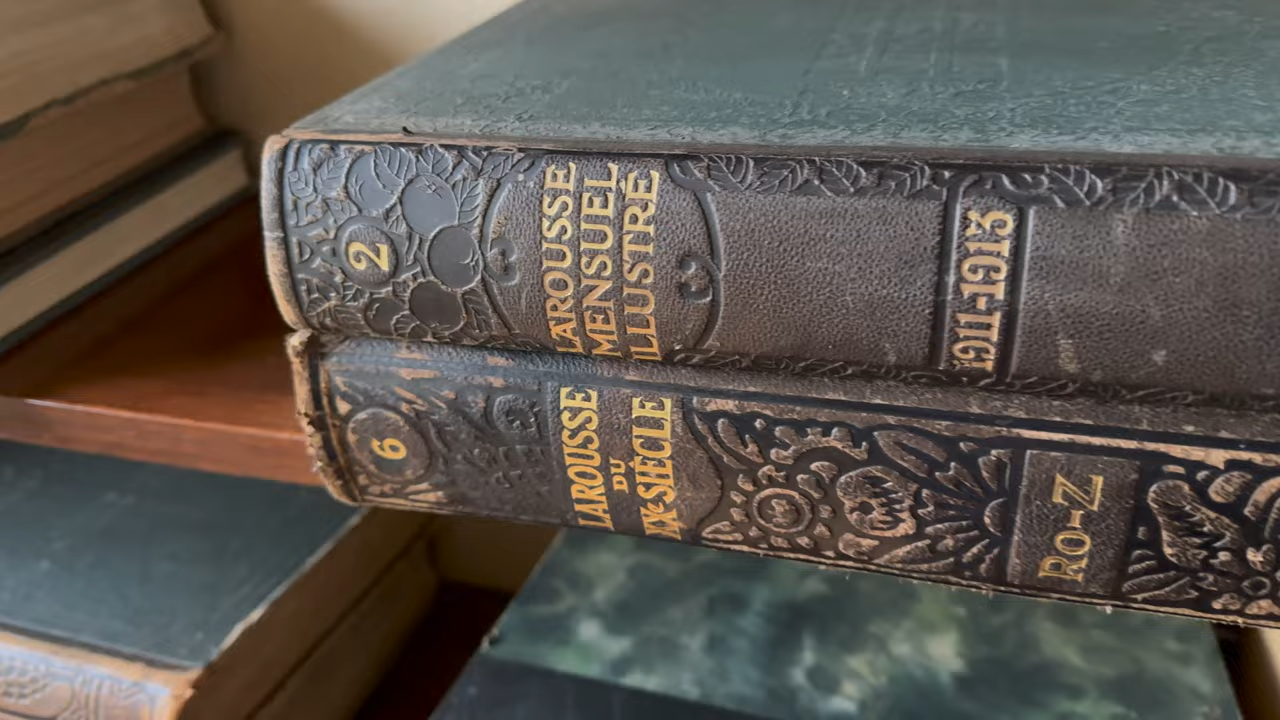 2
LAROUSSE
MENSUEL
ILLUSTRÉ
1911-1913
6
LAROUSSE
DU
XXe SIÈCLE
RO-Z